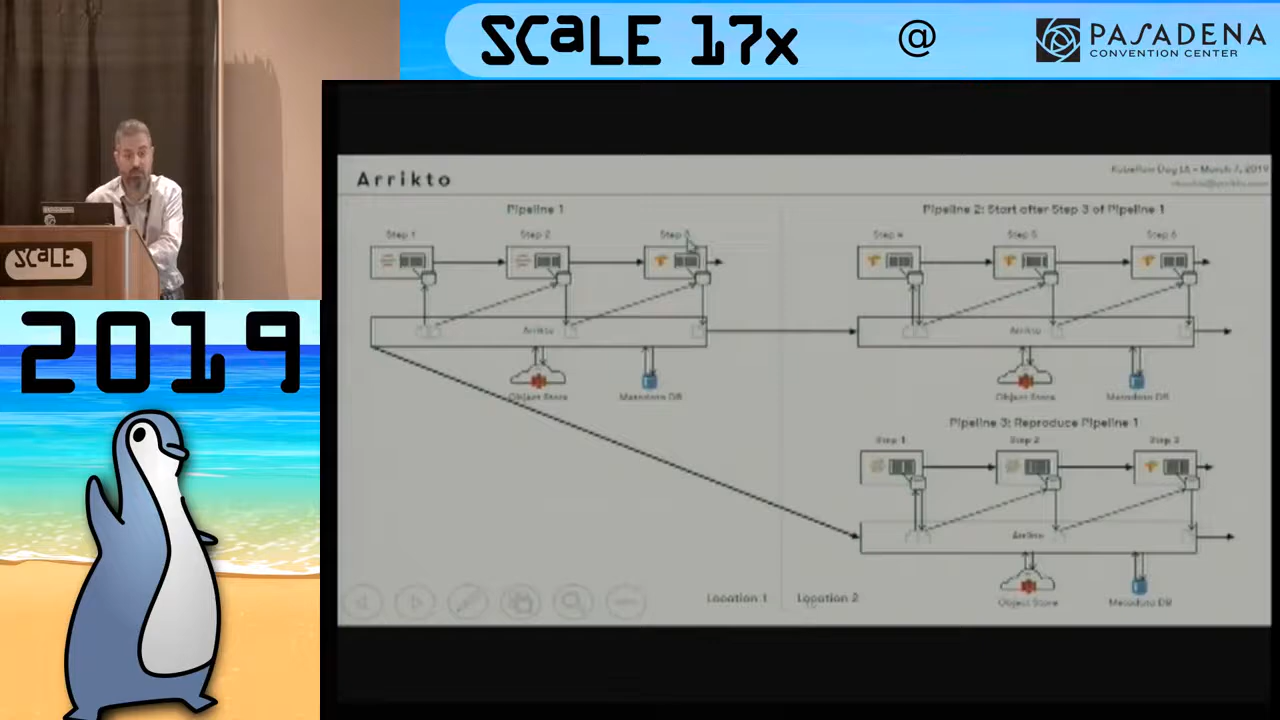 SCaLE 17x @ PASADENA
CONVENTION CENTER
SCaLE
2019
Arrikto
Kubeflow Day LA – March 7, 2019
Pipeline 1
Step 1 Step 2 Step 3
Arrikto
Object Store Metadata DB
Pipeline 2: Start after Step 3 of Pipeline 1
Step 4 Step 5 Step 6
Arrikto
Object Store Metadata DB
Pipeline 3: Reproduce Pipeline 1
Step 1 Step 2 Step 3
Arrikto
Object Store Metadata DB
Location 1 Location 2